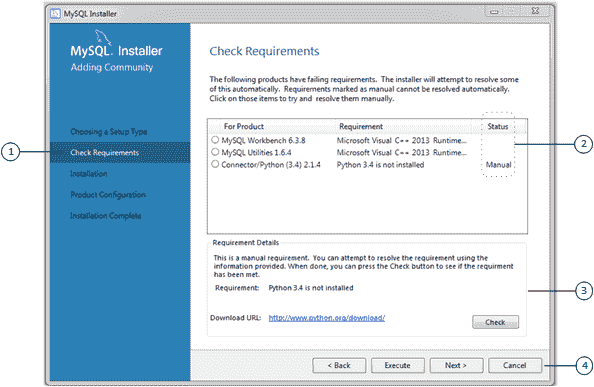 MySQL Installer
MySQL. Installer
Adding Community
Choosing a Setup Type
Check Requirements
Installation
Product Configuration
Installation Complete
Check Requirements
The following products have failing requirements. The installer will attempt to resolve some
of this automatically. Requirements marked as manual cannot be resolved automatically.
Click on those items to try and resolve them manually.
For Product Requirement Status
MySQL Workbench 6.3.8 Microsoft Visual C++ 2013 Runtime...
MySQL Utilities 1.6.4 Microsoft Visual C++ 2013 Runtime...
Connector/Python (3.4) 2.1.4 Python 3.4 is not installed Manual
Requirement Details
This is a manual requirement. You can attempt to resolve the requirement using the
information provided. When done, you can press the Check button to see if the requirment
has been met.
Requirement: Python 3.4 is not installed
Download URL: http://www.python.org/download/
Check
< Back Execute Next > Cancel
1
2
3
4